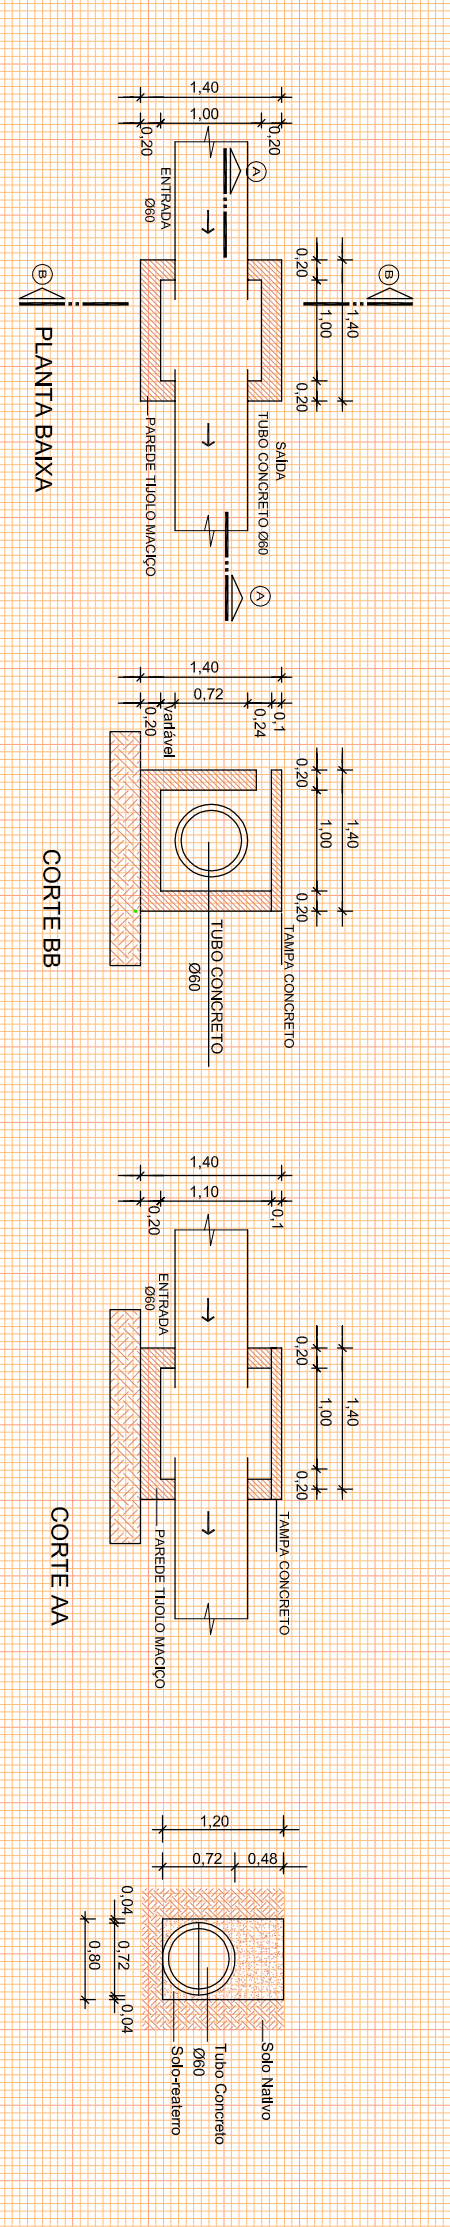 1,40
1,00
0,20
0,20
ENTRADA
Ø60
A
B
B
0,20
1,00
0,20
1,40
SAÍDA
TUBO CONCRETO Ø60
PAREDE TIJOLO MACIÇO
A
PLANTA BAIXA
1,40
0,72
0,1
0,24
variável
0,20
0,20
1,00
0,20
1,40
TAMPA CONCRETO
TUBO CONCRETO
Ø60
CORTE BB
1,40
1,10
0,1
0,20
ENTRADA
Ø60
0,20
1,00
0,20
1,40
TAMPA CONCRETO
PAREDE TIJOLO MACIÇO
CORTE AA
1,20
0,72
0,48
0,04
0,72
0,04
0,80
Solo Nativo
Tubo Concreto
Ø60
Solo-reaterro